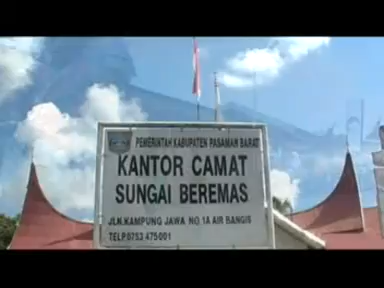 PEMERINTAH KABUPATEN PASAMAN BARAT
KANTOR CAMAT
SUNGAI BEREMAS
JLN.KAMPUNG JAWA NO 1A AIR BANGIS
TELP.0753 475001